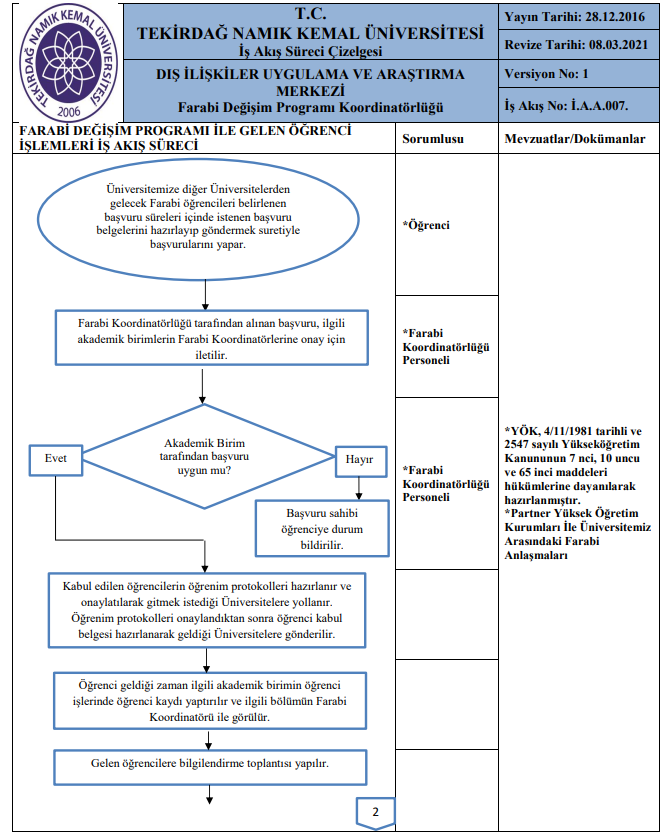 TEKİRDAĞ NAMIK KEMAL ÜNİVERSİTESİ
2006
T.C.
TEKİRDAĞ NAMIK KEMAL ÜNİVERSİTESİ
İş Akış Süreci Çizelgesi
DIŞ İLİŞKİLER UYGULAMA VE ARAŞTIRMA
MERKEZİ
Farabi Değişim Programı Koordinatörlüğü
Yayın Tarihi: 28.12.2016
Revize Tarihi: 08.03.2021
Versiyon No: 1
İş Akış No: İ.A.A.007.
FARABİ DEĞİŞİM PROGRAMI İLE GELEN ÖĞRENCİ
İŞLEMLERİ İŞ AKIŞ SÜRECİ
Sorumlusu
Mevzuatlar/Dokümanlar
Üniversitemize diğer Üniversitelerden
gelecek Farabi öğrencileri belirlenen
başvuru süreleri içinde istenen başvuru
belgelerini hazırlayıp göndermek suretiyle
başvurularını yapar.
*Öğrenci
Farabi Koordinatörlüğü tarafından alınan başvuru, ilgili
akademik birimlerin Farabi Koordinatörlerine onay için
iletilir.
*Farabi
Koordinatörlüğü
Personeli
Akademik Birim
tarafından başvuru
uygun mu?
Evet
Hayır
Başvuru sahibi
öğrenciye durum
bildirilir.
*Farabi
Koordinatörlüğü
Personeli
*YÖK, 4/11/1981 tarihli ve
2547 sayılı Yükseköğretim
Kanununun 7 nci, 10 uncu
ve 65 inci maddeleri
hükümlerine dayanılarak
hazırlanmıştır.
*Partner Yüksek Öğretim
Kurumları İle Üniversitemiz
Arasındaki Farabi
Anlaşmaları
Kabul edilen öğrencilerin öğrenim protokolleri hazırlanır ve
onaylatılarak gitmek istediği Üniversitelere yollanır.
Öğrenim protokolleri onaylandıktan sonra öğrenci kabul
belgesi hazırlanarak geldiği Üniversitelere gönderilir.
Öğrenci geldiği zaman ilgili akademik birimin öğrenci
işlerinde öğrenci kaydı yaptırılır ve ilgili bölümün Farabi
Koordinatörü ile görülür.
Gelen öğrencilere bilgilendirme toplantısı yapılır.
2